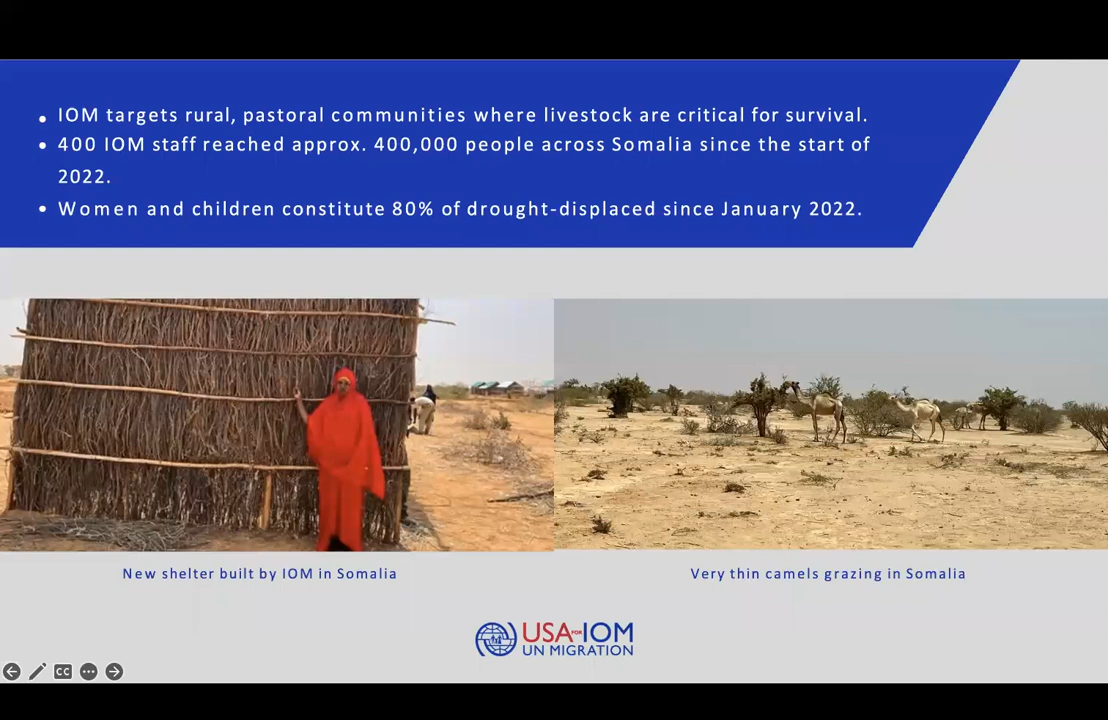 • IOM targets rural, pastoral communities where livestock are critical for survival.
• 400 IOM staff reached approx. 400,000 people across Somalia since the start of
2022.
• Women and children constitute 80% of drought-displaced since January 2022.
New shelter built by IOM in Somalia
Very thin camels grazing in Somalia
USA FOR IOM
UN MIGRATION
CC